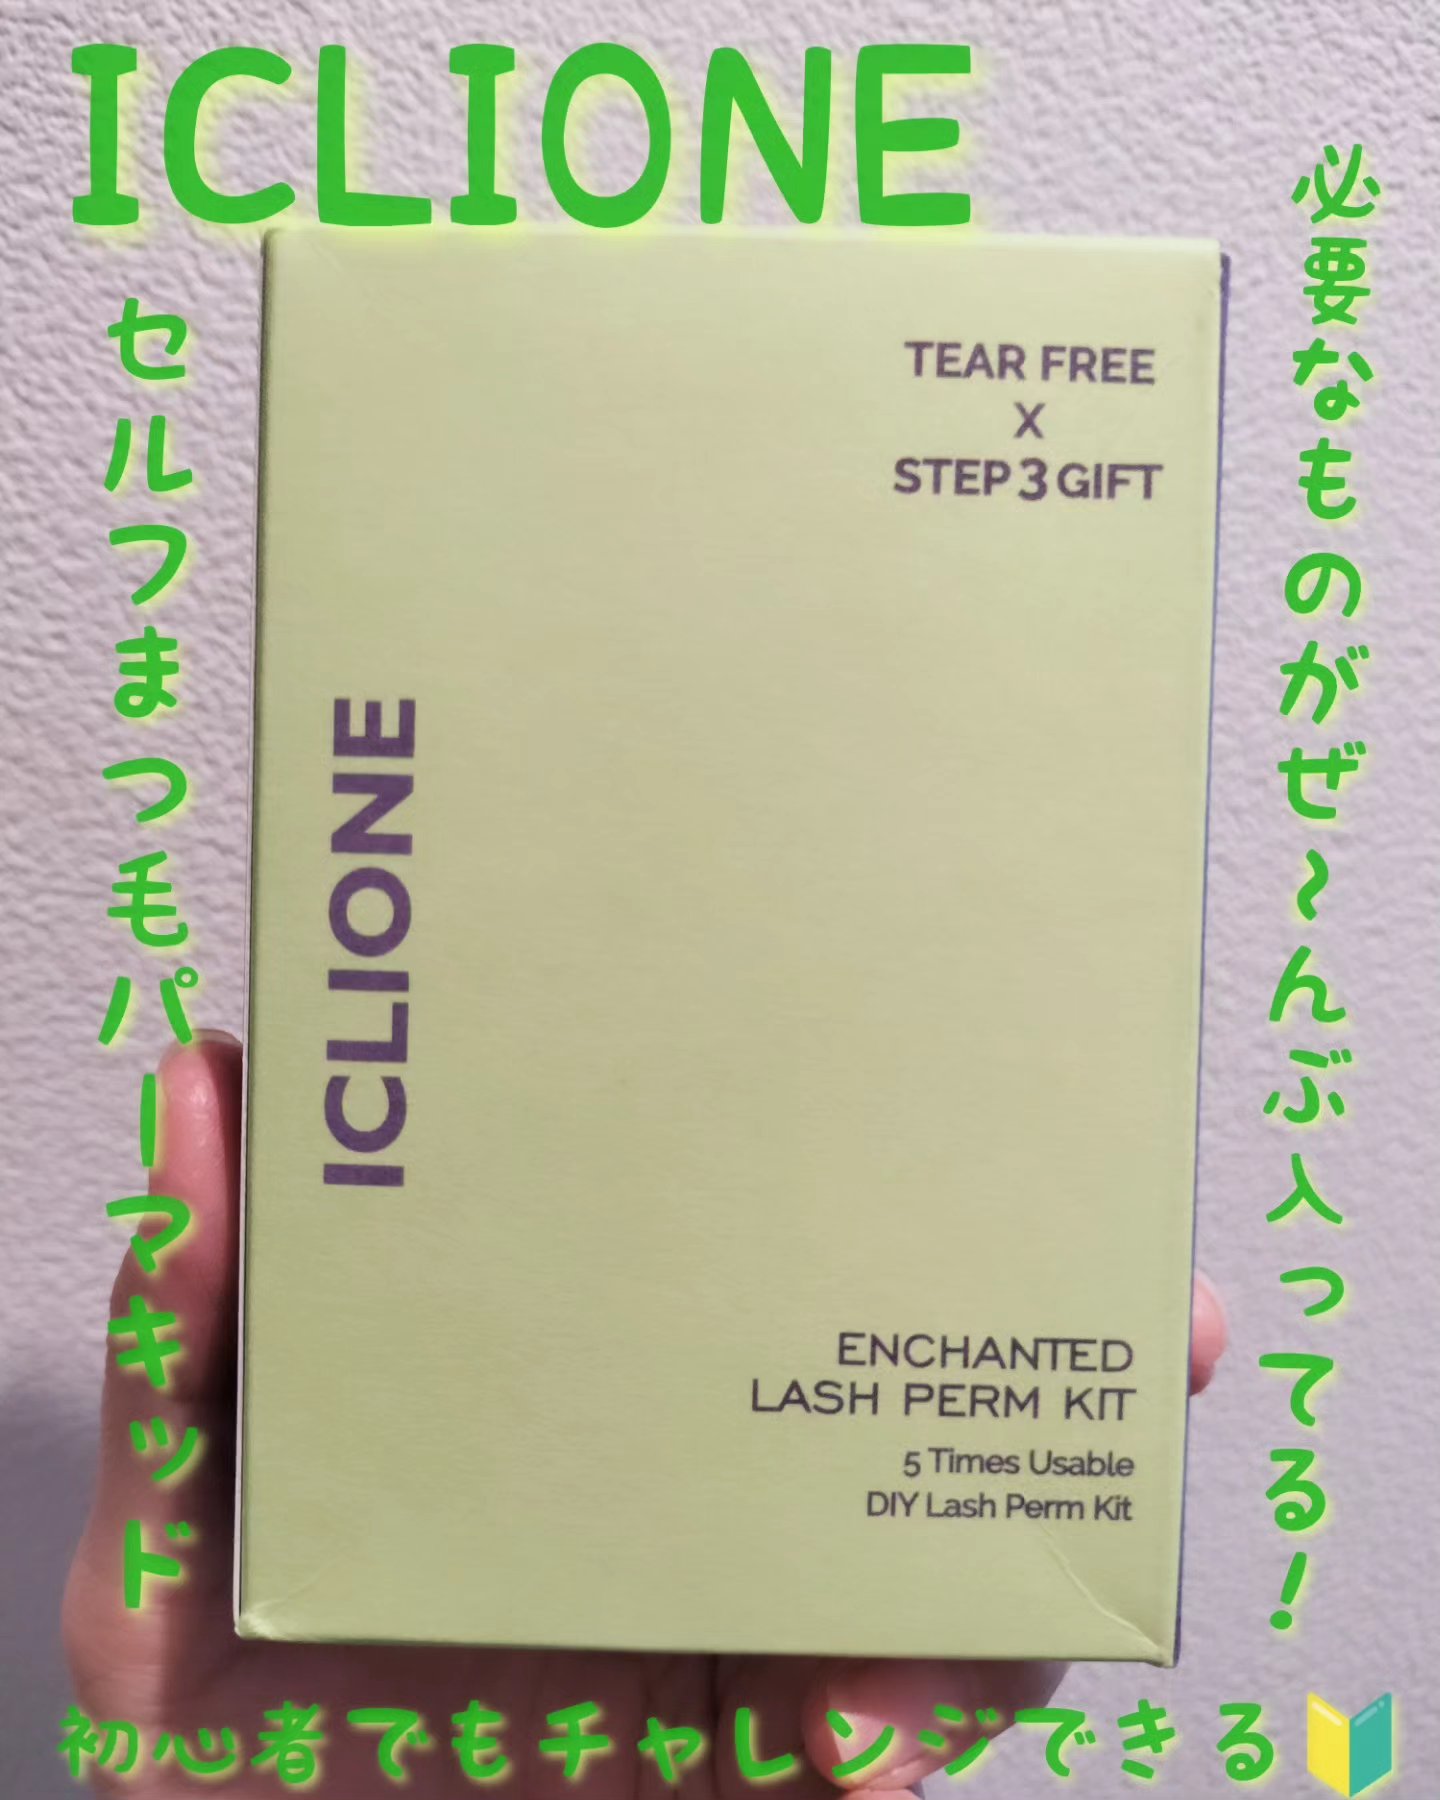 ICLIONE
セルフまつ毛パーマキッド
必要なものがぜ～んぶ入ってる!
TEAR FREE
X
STEP 3 GIFT
ICLIONE
ENCHANTED
LASH PERM KIT
5 Times Usable
DIY Lash Perm Kit
初心者でもチャレンジできる🔰